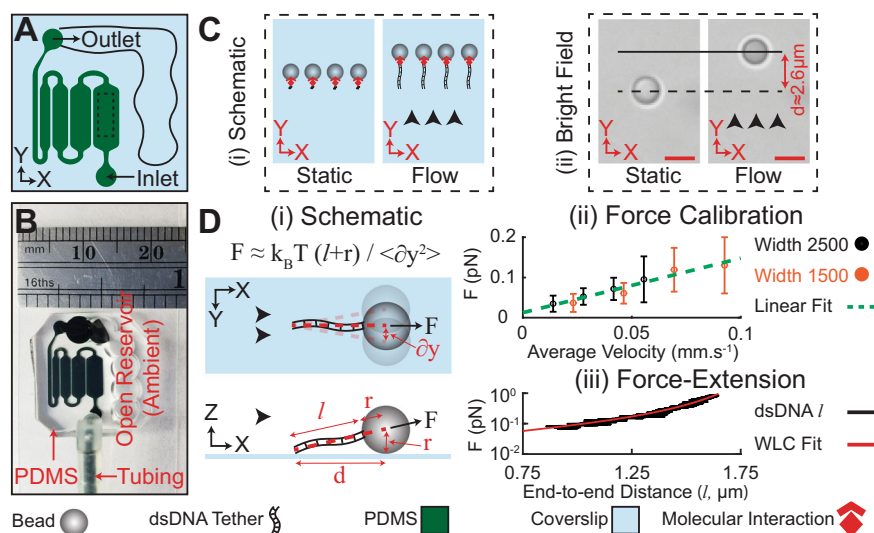 A
Outlet
Inlet
Y
X
B
mm 10 20
16ths 1
Open Reservoir
(Ambient)
PDMS
Tubing
C
(i) Schematic
Y
X
Y
X
Static
Flow
(ii) Bright Field
d≈2.6µm
Y
X
Y
X
Static
Flow
D
(i) Schematic
F ≈ k_BT (l+r) / <∂y²>
X
Y
F
∂y
Z
X
l
r
F
r
d
(ii) Force Calibration
F (pN)
0.2
0.1
0
0
0.05
0.1
Average Velocity (mm.s⁻¹)
Width 2500
Width 1500
Linear Fit
(iii) Force-Extension
F (pN)
10⁰
10⁻¹
10⁻²
0.75
1.25
1.75
End-to-end Distance (l, µm)
dsDNA l
WLC Fit
Bead
dsDNA Tether
PDMS
Coverslip
Molecular Interaction